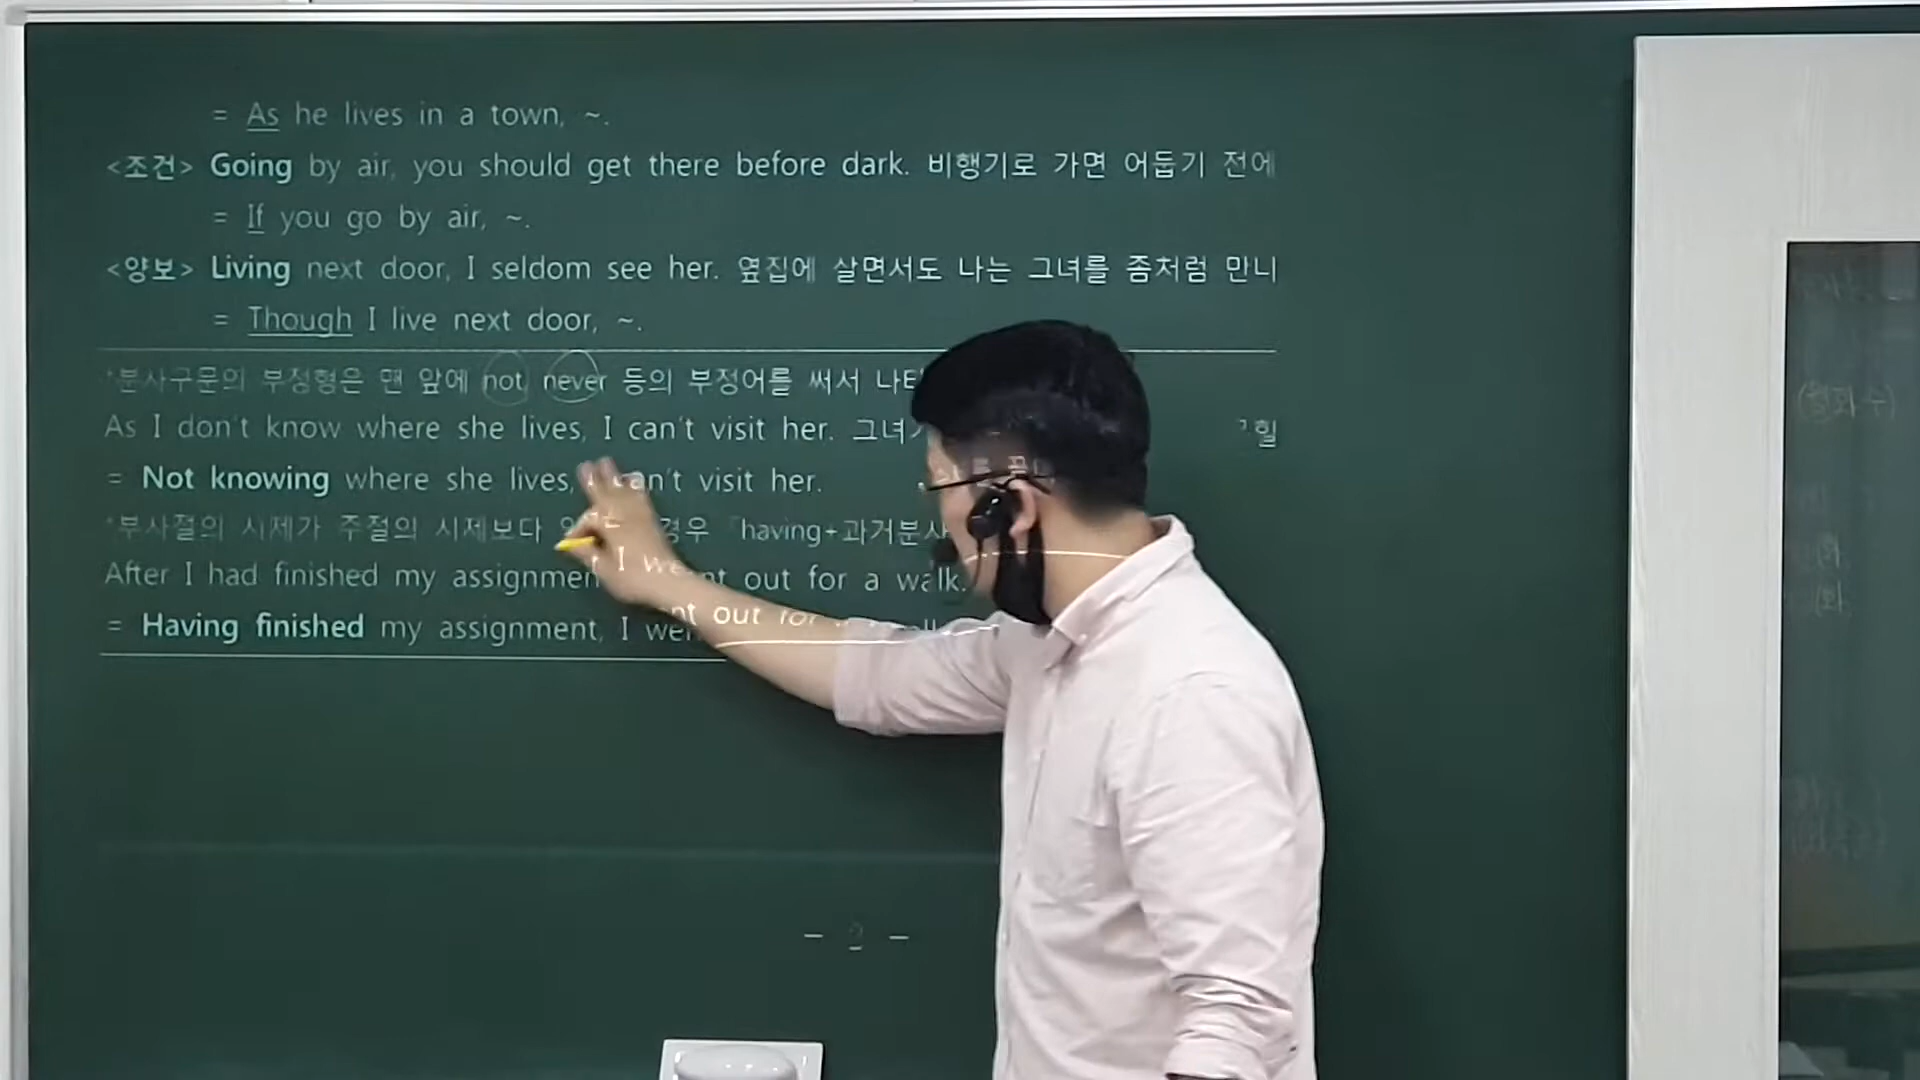 = As he lives in a town, ~.
<조건> Going by air, you should get there before dark. 비행기로 가면 어둡기 전에
= If you go by air, ~.
<양보> Living next door, I seldom see her. 옆집에 살면서도 나는 그녀를 좀처럼 만니
= Though I live next door, ~.
*분사구문의 부정형은 맨 앞에 not, never 등의 부정어를 써서
As I don't know where she lives, I can't visit her.
= Not knowing where she lives, I can't visit her.
*부사절의 시제가 주절의 시제보다 경우 「having+과거분사
After I had finished my assignment I went out for a walk.
= Having finished my assignment, I went out for